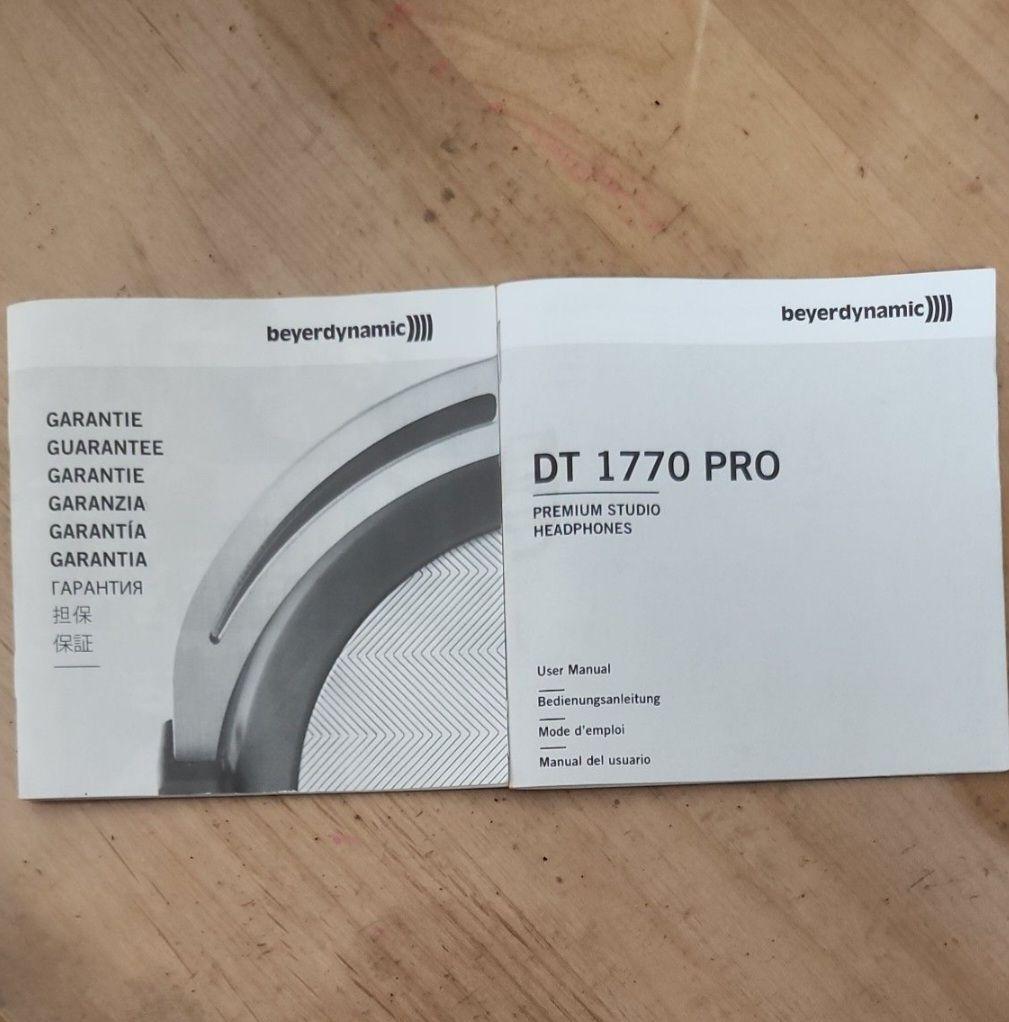 beyerdynamic
GARANTIE
GUARANTEE
GARANTIE
GARANZIA
GARANTÍA
GARANTIA
ГАРАНТИЯ
担保
保証
beyerdynamic
DT 1770 PRO
PREMIUM STUDIO
HEADPHONES
User Manual
Bedienungsanleitung
Mode d'emploi
Manual del usuario